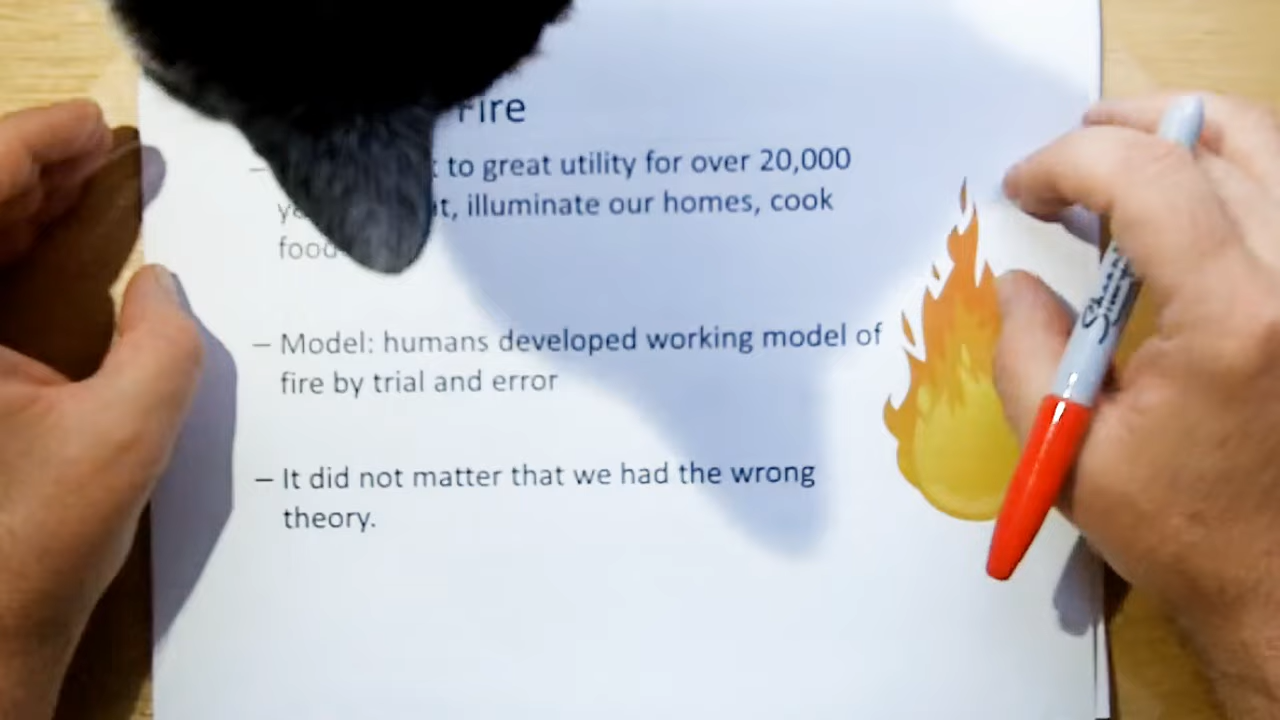 Fire
– to great utility for over 20,000
illuminate our homes, cook
– Model: humans developed working model of
fire by trial and error
– It did not matter that we had the wrong
theory.
Sharpie